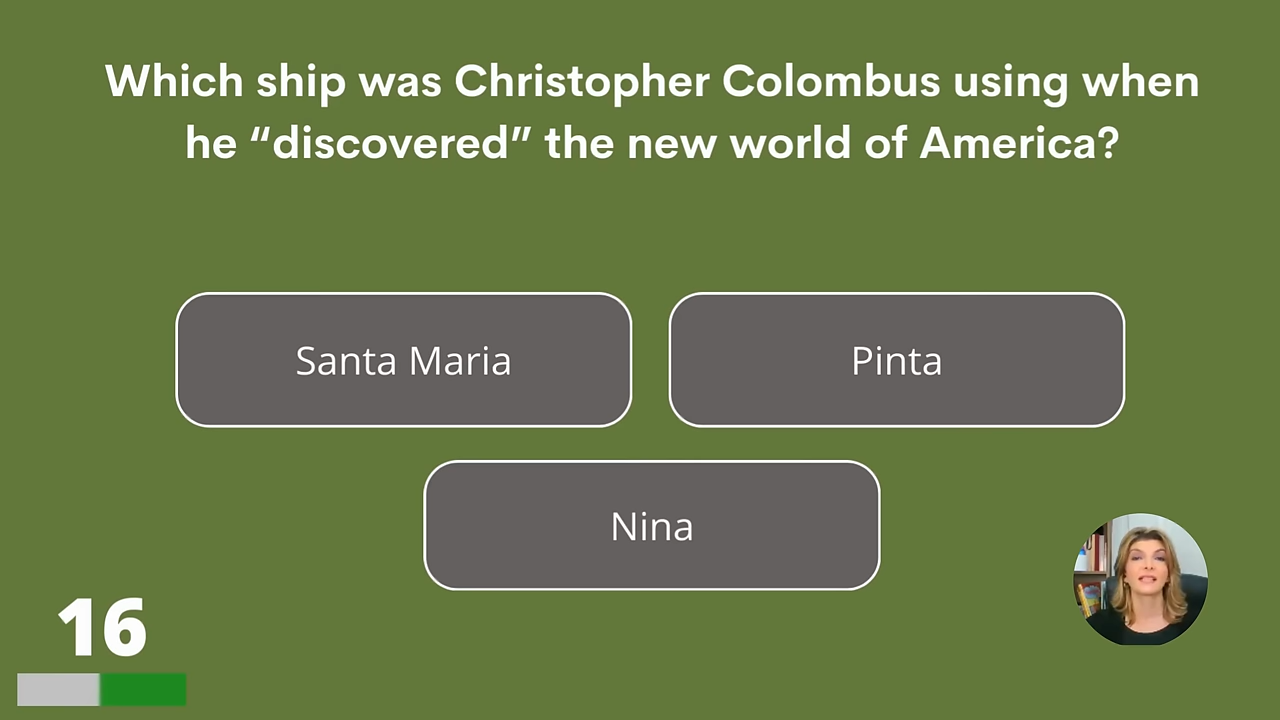 Which ship was Christopher Colombus using when
he “discovered” the new world of America?
Santa Maria
Pinta
Nina
16